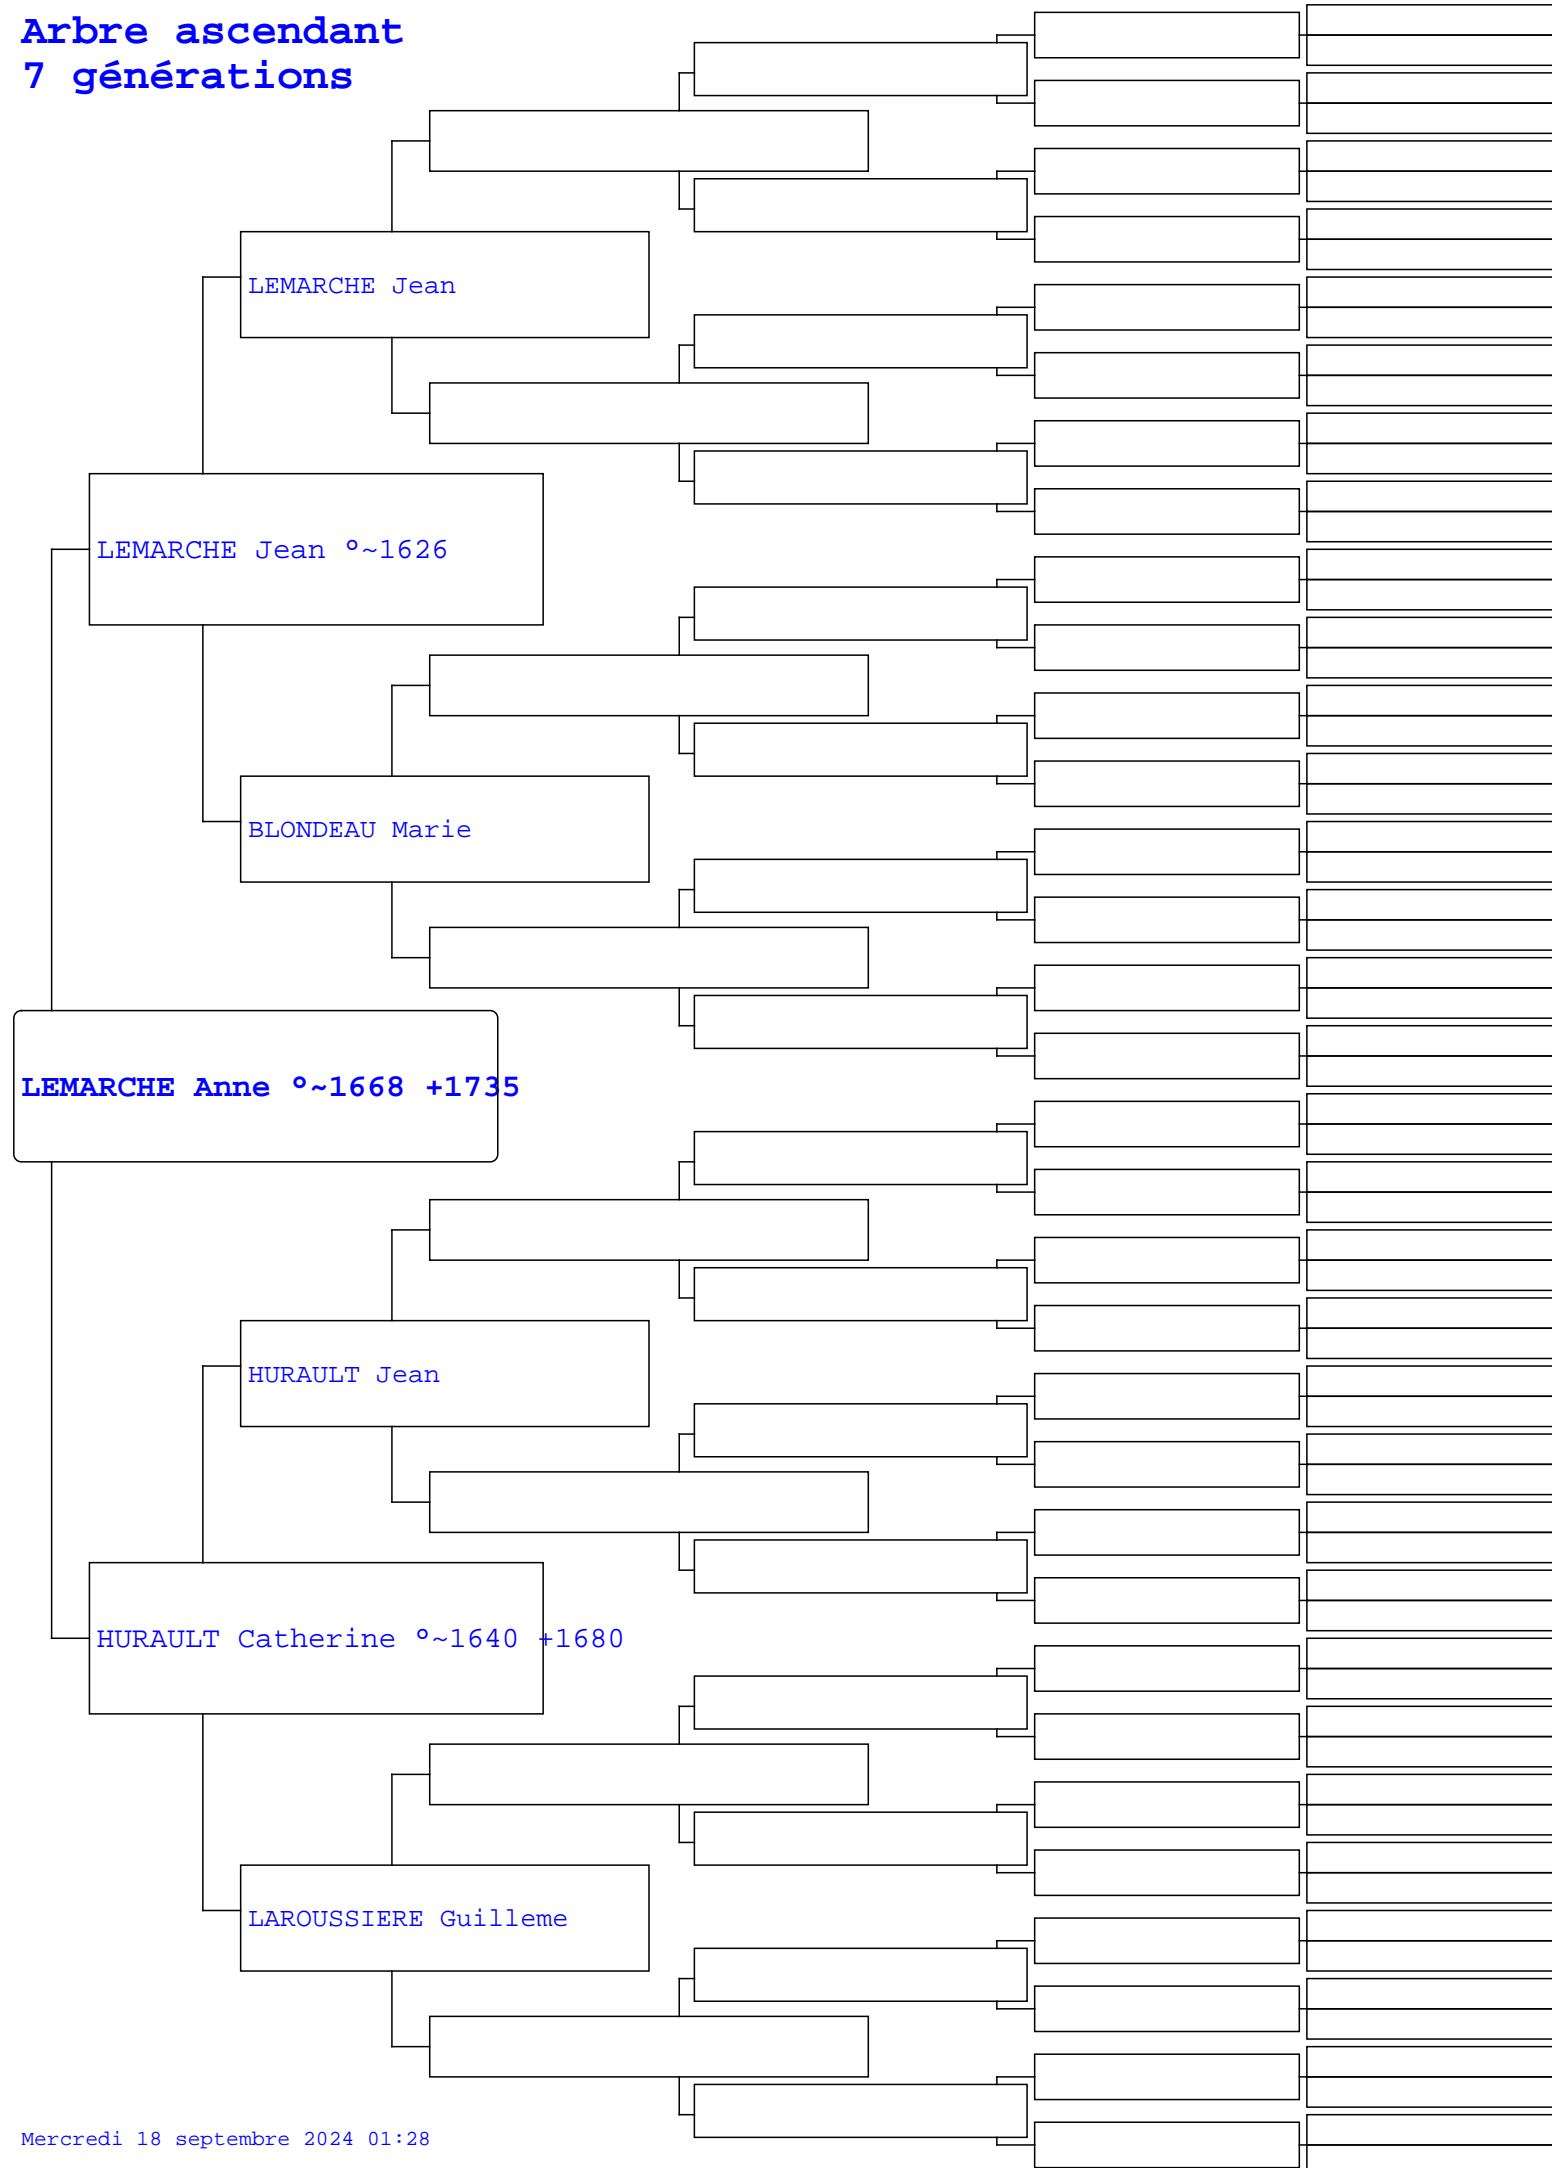 Arbre ascendant
7 générations
LEMARCHE Jean
LEMARCHE Jean °~1626
BLONDEAU Marie
LEMARCHE Anne °~1668 +1735
HURAULT Jean
HURAULT Catherine °~1640 +1680
LAROUSSIERE Guilleme
Mercredi 18 septembre 2024 01:28